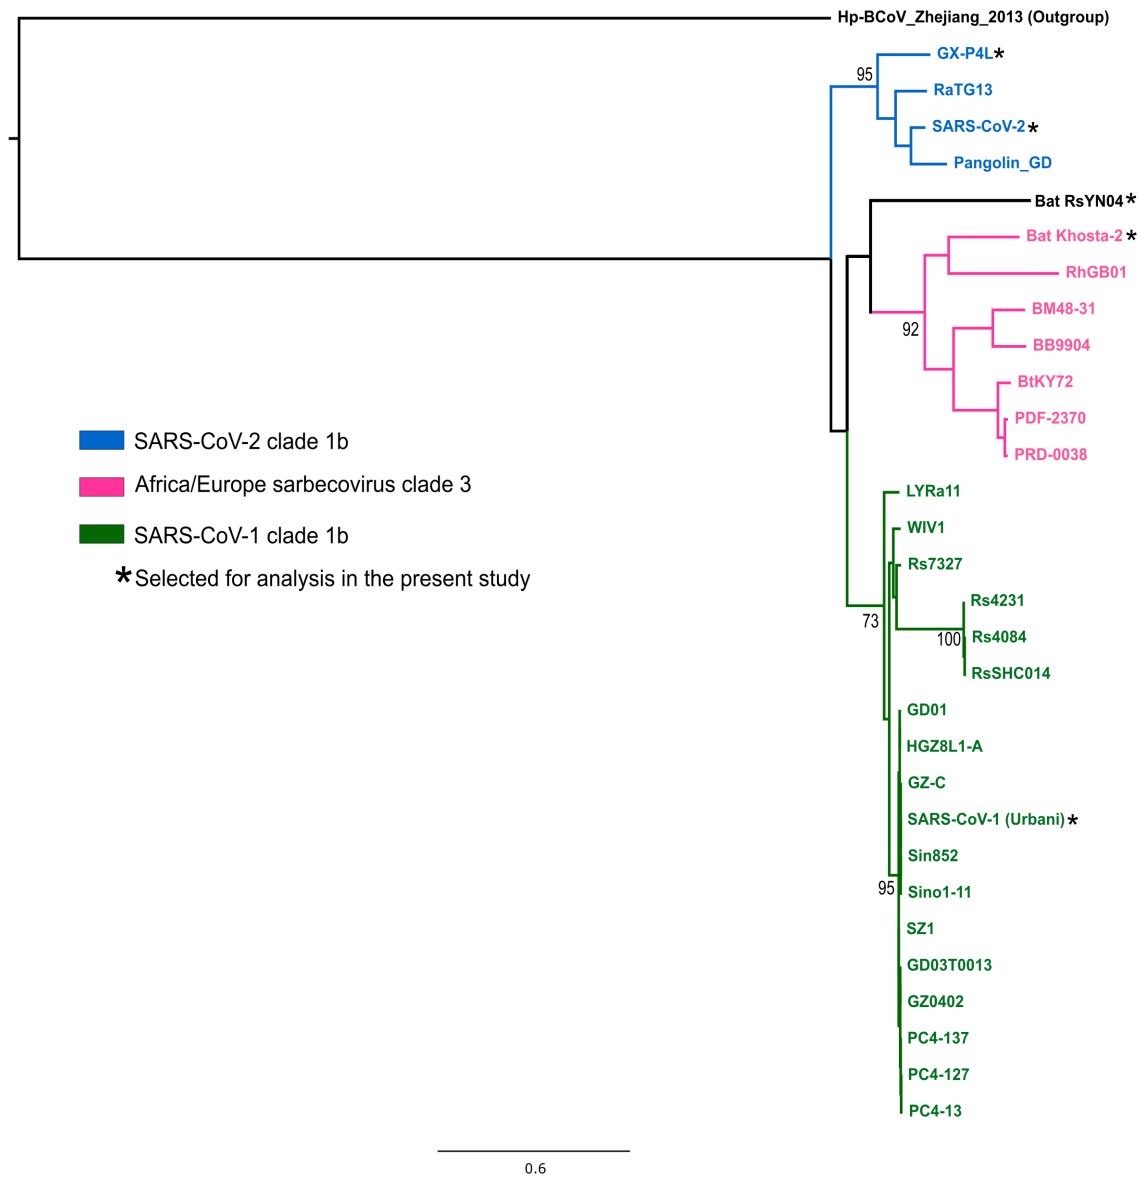 Hp-BCoV_Zhejiang_2013 (Outgroup)
GX-P4L*
95
RaTG13
SARS-CoV-2*
Pangolin_GD
Bat RsYN04*
Bat Khosta-2*
RhGB01
BM48-31
92
BB9904
BtKY72
PDF-2370
PRD-0038
SARS-CoV-2 clade 1b
Africa/Europe sarbecovirus clade 3
SARS-CoV-1 clade 1b
*Selected for analysis in the present study
LYRa11
WIV1
Rs7327
Rs4231
73
100
Rs4084
RsSHC014
GD01
HGZ8L1-A
GZ-C
SARS-CoV-1 (Urbani)*
Sin852
95
Sino1-11
SZ1
GD03T0013
GZ0402
PC4-137
PC4-127
PC4-13
0.6